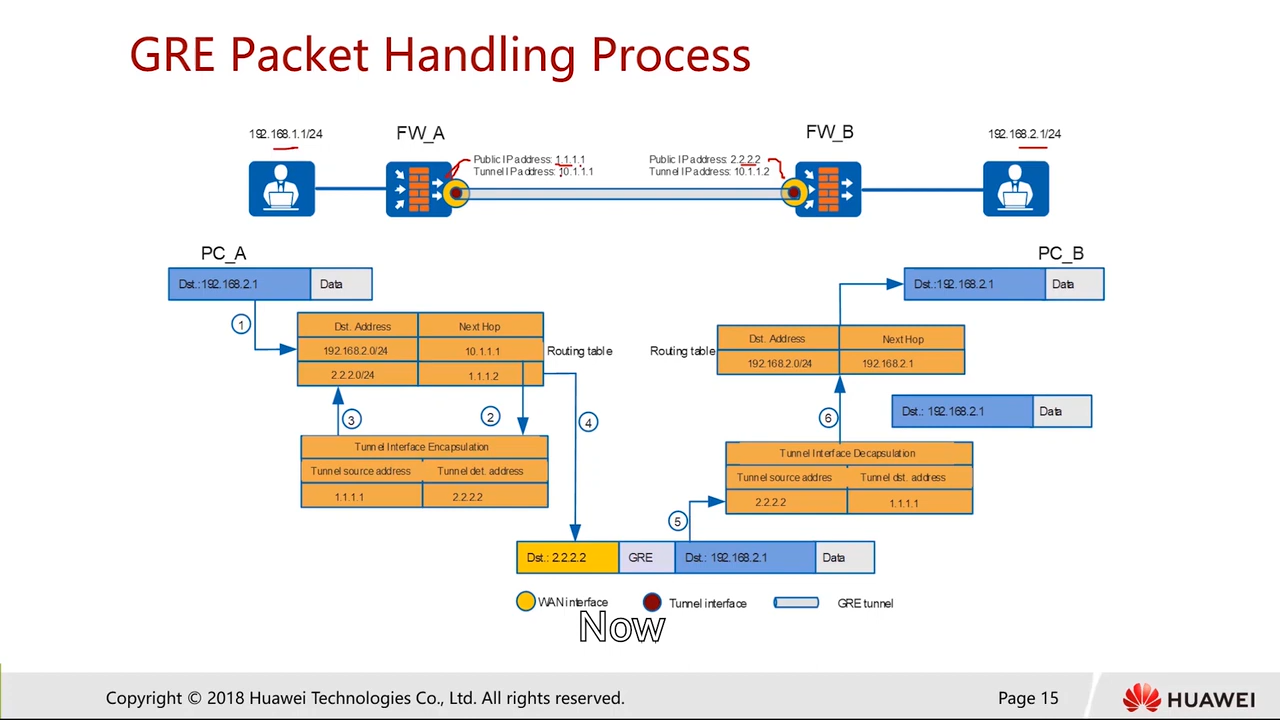 GRE Packet Handling Process
192.168.1.1/24
FW_A
FW_B
192.168.2.1/24
Public IP address: 1.1.1.1
Tunnel IP address: 10.1.1.1
Public IP address: 2.2.2.2
Tunnel IP address: 10.1.1.2
PC_A
PC_B
Dst.:192.168.2.1 Data
Dst.:192.168.2.1 Data
1
Dst. Address Next Hop
192.168.2.0/24 10.1.1.1
2.2.2.0/24 1.1.1.2
Routing table
Routing table
Dst. Address Next Hop
192.168.2.0/24 192.168.2.1
3
2
4
6
Dst.: 192.168.2.1 Data
Tunnel Interface Encapsulation
Tunnel source address Tunnel det. address
1.1.1.1 2.2.2.2
Tunnel Interface Decapsulation
Tunnel source addres Tunnel dst. address
2.2.2.2 1.1.1.1
5
Dst.: 2.2.2.2 GRE Dst.: 192.168.2.1 Data
WAN interface Tunnel interface GRE tunnel
Now
Copyright © 2018 Huawei Technologies Co., Ltd. All rights reserved.
Page 15
HUAWEI